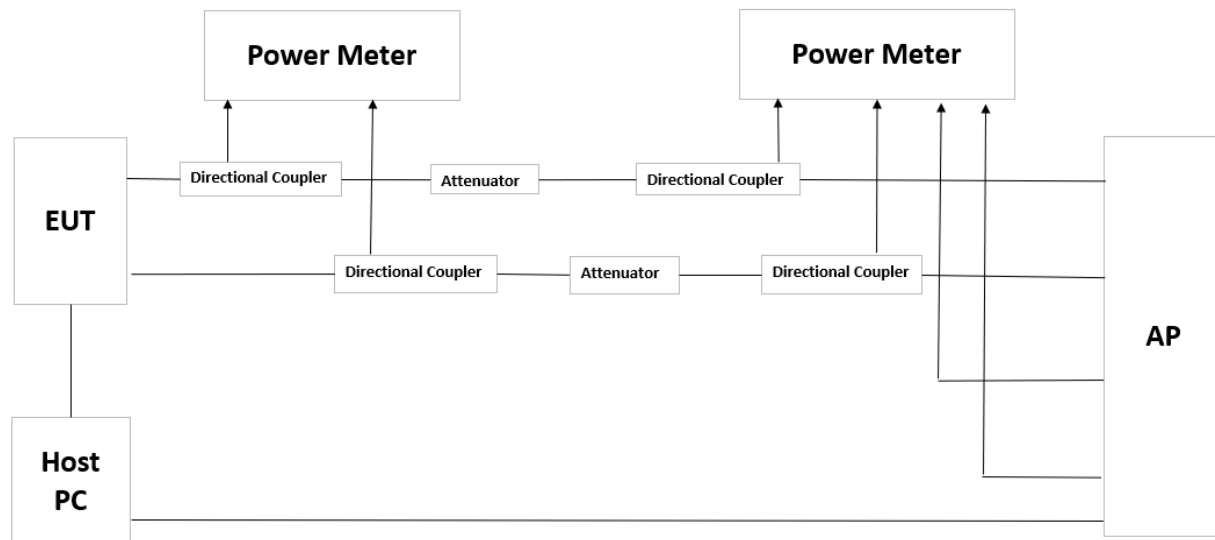 Power Meter
Power Meter
Directional Coupler
Attenuator
Directional Coupler
EUT
Directional Coupler
Attenuator
Directional Coupler
AP
Host
PC